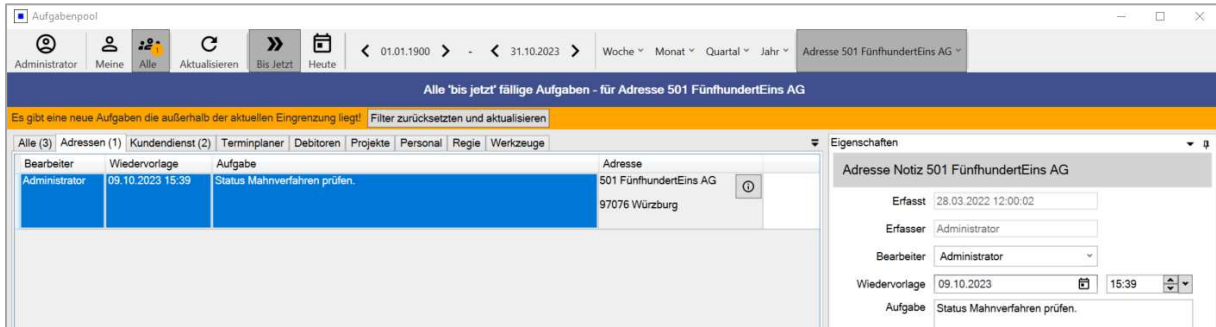 Aufgabenpool
Administrator Meine Alle 1 Aktualisieren Bis Jetzt Heute 01.01.1900 - 31.10.2023 Woche Monat Quartal Jahr Adresse 501 FünfhundertEins AG
Alle 'bis jetzt' fällige Aufgaben - für Adresse 501 FünfhundertEins AG
Es gibt eine neue Aufgaben die außerhalb der aktuellen Eingrenzung liegt! Filter zurücksetzten und aktualisieren
Alle (3) Adressen (1) Kundendienst (2) Terminplaner Debitoren Projekte Personal Regie Werkzeuge
Bearbeiter Wiedervorlage Aufgabe Adresse
Administrator 09.10.2023 15:39 Status Mahnverfahren prüfen. 501 FünfhundertEins AG
97076 Würzburg
Eigenschaften
Adresse Notiz 501 FünfhundertEins AG
Erfasst 28.03.2022 12:00:02
Erfasser Administrator
Bearbeiter Administrator
Wiedervorlage 09.10.2023 15:39
Aufgabe Status Mahnverfahren prüfen.